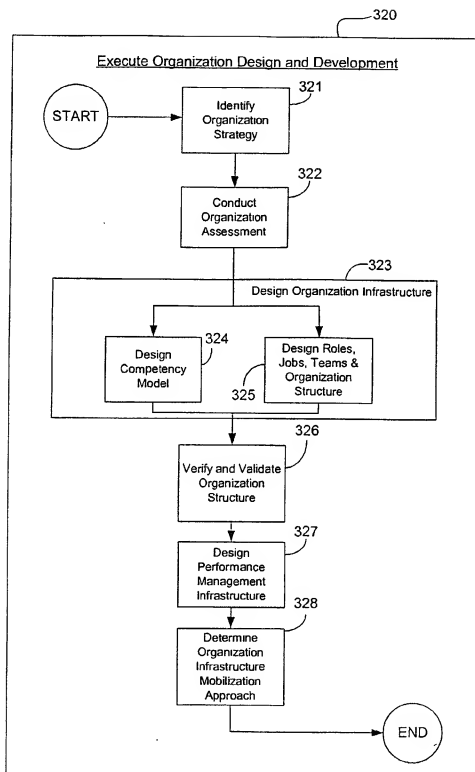 320
Execute Organization Design and Development
321
START
Identify
Organization
Strategy
322
Conduct
Organization
Assessment
323
Design Organization Infrastructure
324
Design
Competency
Model
Design Roles,
Jobs, Teams &
Organization
Structure
325
326
Verify and Validate
Organization
Structure
327
Design
Performance
Management
Infrastructure
328
Determine
Organization
Infrastructure
Mobilization
Approach
END